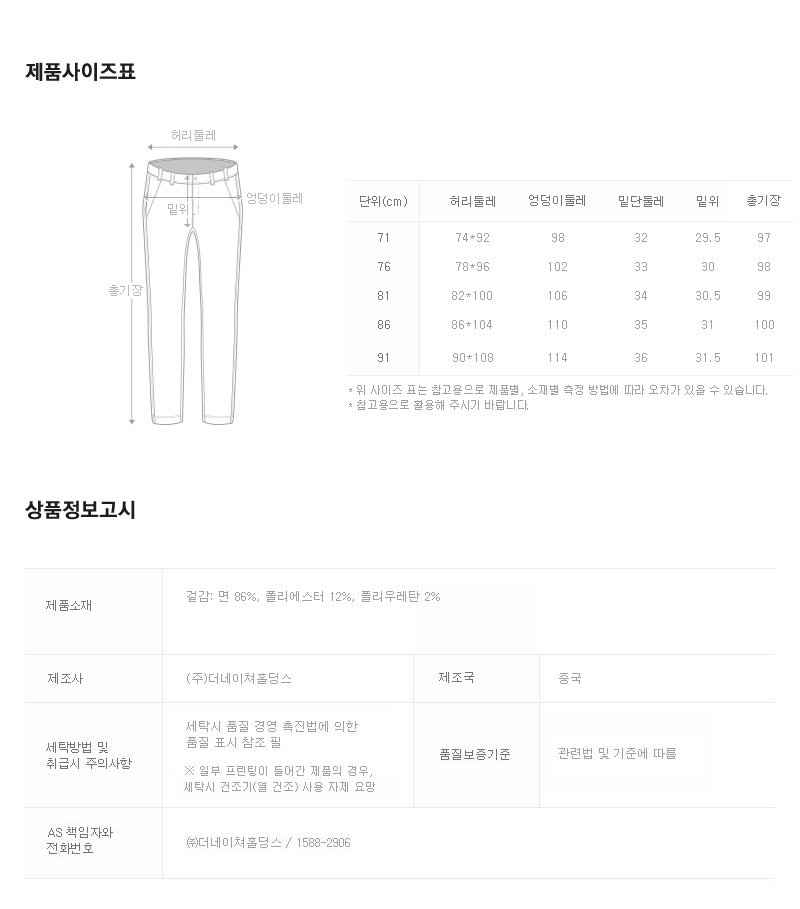 제품사이즈표
허리둘레
엉덩이둘레
밑위
총기장
단위(cm) 허리둘레 엉덩이둘레 밑단둘레 밑위 총기장
71 74*92 98 32 29.5 97
76 78*96 102 33 30 98
81 82*100 106 34 30.5 99
86 86*104 110 35 31 100
91 90*108 114 36 31.5 101
* 위 사이즈 표는 참고용으로 제품별, 소재별 측정 방법에 따라 오차가 있을 수 있습니다.
* 참고용으로 활용해 주시기 바랍니다.
상품정보고시
제품소재 겉감: 면 86%, 폴리에스터 12%, 폴리우레탄 2%
제조사 (주)더네이쳐홀딩스 제조국 중국
세탁방법 및
취급시 주의사항
세탁시 품질 경영 촉진법에 의한
품질 표시 참조 필
※ 일부 프린팅이 들어간 제품의 경우,
세탁시 건조기(열 건조) 사용 자제 요망
품질보증기준 관련법 및 기준에 따름
AS 책임자와
전화번호
㈜더네이쳐홀딩스 / 1588-2906